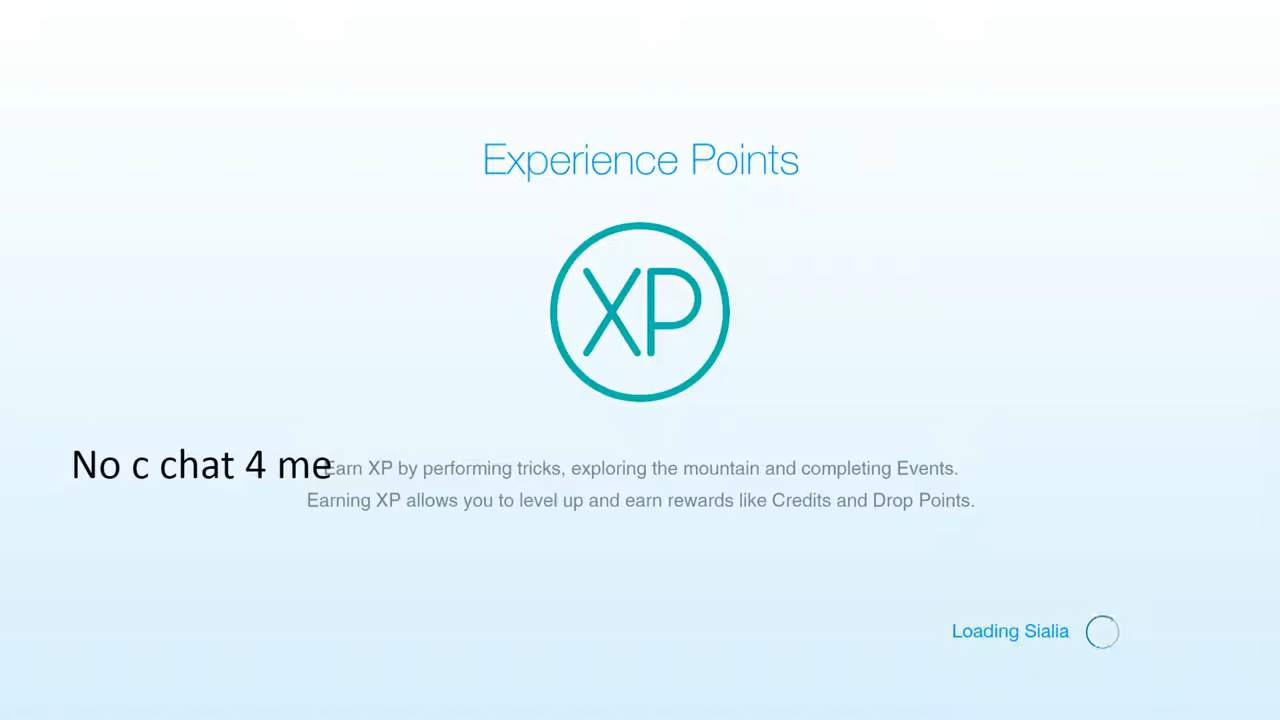 Experience Points
XP
No c chat 4 me
Earn XP by performing tricks, exploring the mountain and completing Events.
Earning XP allows you to level up and earn rewards like Credits and Drop Points.
Loading Sialia